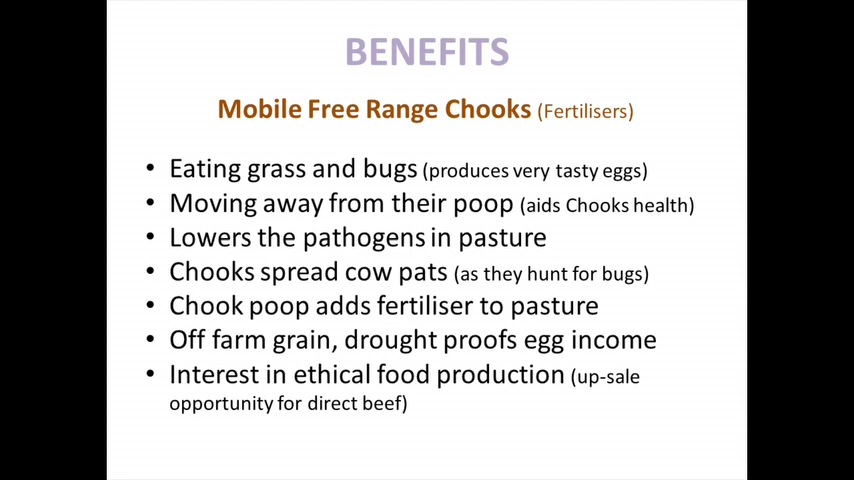 BENEFITS
Mobile Free Range Chooks (Fertilisers)
• Eating grass and bugs (produces very tasty eggs)
• Moving away from their poop (aids Chooks health)
• Lowers the pathogens in pasture
• Chooks spread cow pats (as they hunt for bugs)
• Chook poop adds fertiliser to pasture
• Off farm grain, drought proofs egg income
• Interest in ethical food production (up-sale
opportunity for direct beef)